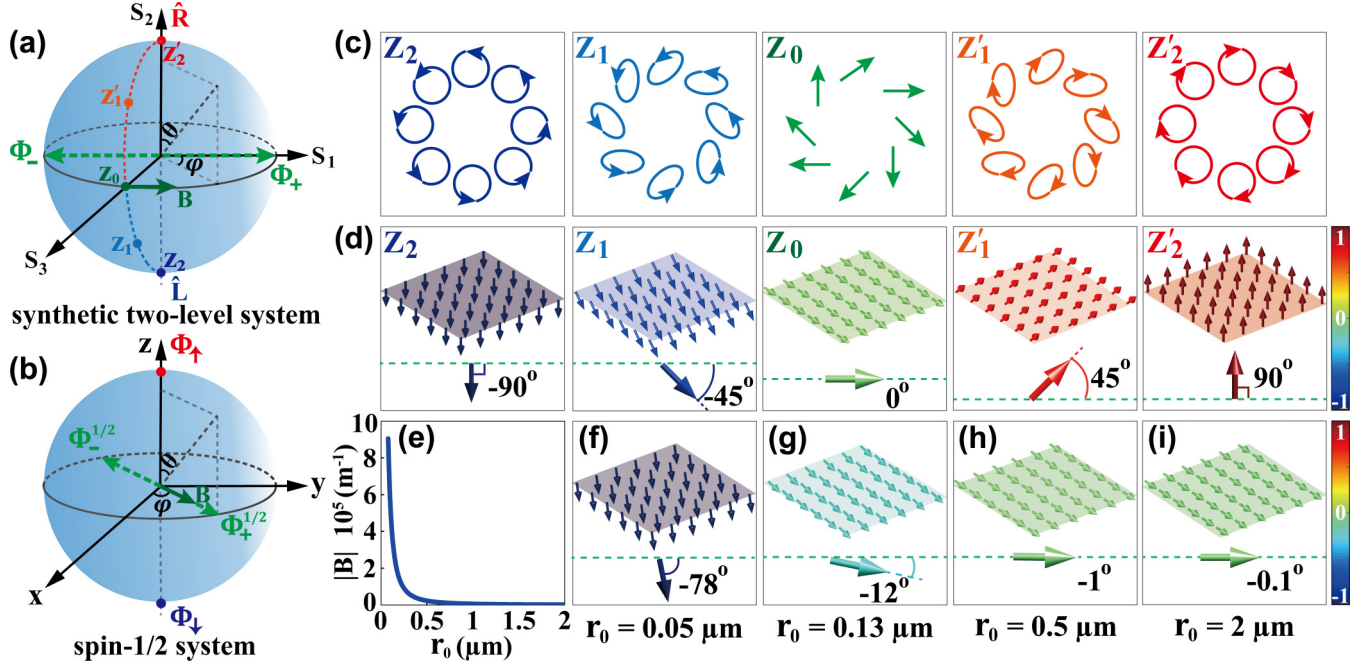 (a)
S₂
R̂
Z′₂
Z′₁
θ
Φ₋
S₁
φ
Φ₊
Z₀
B
S₃
Z₁
Z₂
L̂
synthetic two-level system
(b)
z
Φ↑
Φ₋^1/2
θ
B
y
φ
Φ₊^1/2
x
Φ↓
spin-1/2 system
(c)
Z₂
Z₁
Z₀
Z′₁
Z′₂
(d)
Z₂
Z₁
Z₀
Z′₁
Z′₂
-90°
-45°
0°
45°
90°
1
0
-1
(e)
|B| 10⁵ (m⁻¹)
10
8
6
4
2
0
0 0.5 1 1.5 2
r₀ (μm)
(f)
-78°
r₀ = 0.05 μm
(g)
-12°
r₀ = 0.13 μm
(h)
-1°
r₀ = 0.5 μm
(i)
-0.1°
r₀ = 2 μm
1
0
-1